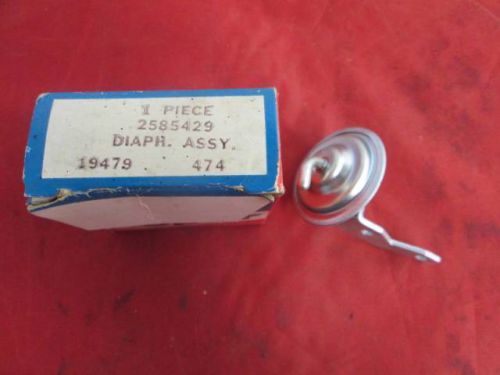 1 PIECE
2585429
DIAPH. ASSY.
19479 474